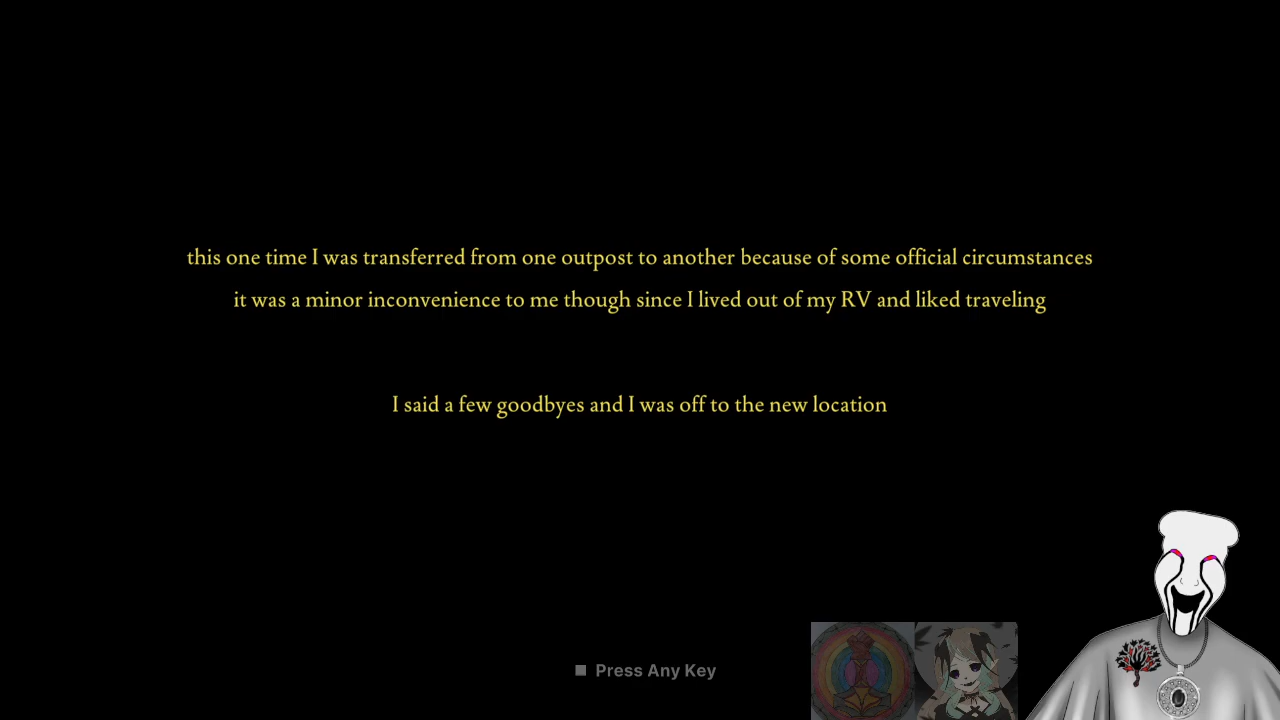 this one time I was transferred from one outpost to another because of some official circumstances
it was a minor inconvenience to me though since I lived out of my RV and liked traveling
I said a few goodbyes and I was off to the new location
Press Any Key